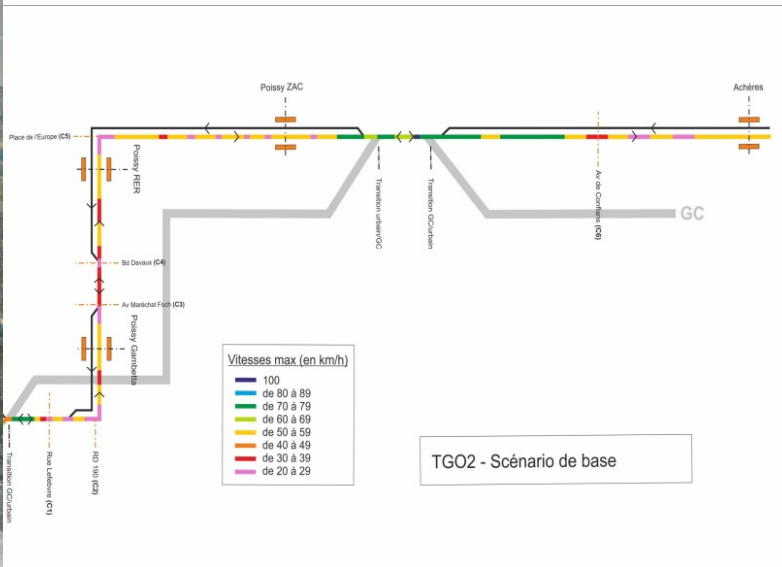 Poissy ZAC
Achères
Place de l'Europe (C5)
Poissy RER
Transition urbain/GC
Transition GC/urbain
Av de Conflans (C6)
GC
Bd Devaux (C4)
Av Maréchal Foch (C3)
Poissy Gambetta
Vitesses max (en km/h)
100
de 80 à 89
de 70 à 79
de 60 à 69
de 50 à 59
de 40 à 49
de 30 à 39
de 20 à 29
TGO2 - Scénario de base
Transition GC/urbain
Rue Lefebvre (C1)
RD 190 (C2)